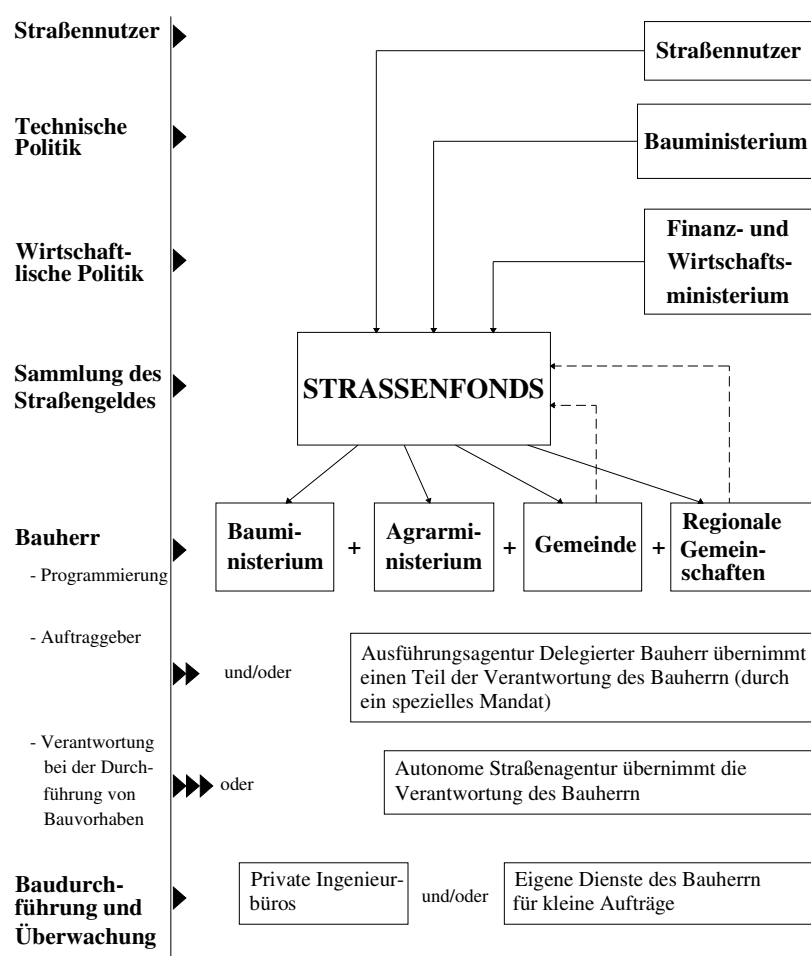 Straßennutzer
Straßennutzer
Technische
Politik
Bauministerium
Wirtschaft-
lische Politik
Finanz- und
Wirtschafts-
ministerium
Sammlung des
Straßengeldes
STRASSENFONDS
Bauherr
- Programmierung
Baumi-
nisterium
+
Agrarmi-
nisterium
+
Gemeinde
+
Regionale
Gemein-
schaften
- Auftraggeber
und/oder
Ausführungsagentur Delegierter Bauherr übernimmt
einen Teil der Verantwortung des Bauherrn (durch
ein spezielles Mandat)
- Verantwortung
bei der Durch-
führung von
Bauvorhaben
oder
Autonome Straßenagentur übernimmt die
Verantwortung des Bauherrn
Baudurch-
führung und
Überwachung
Private Ingenieur-
büros
und/oder
Eigene Dienste des Bauherrn
für kleine Aufträge